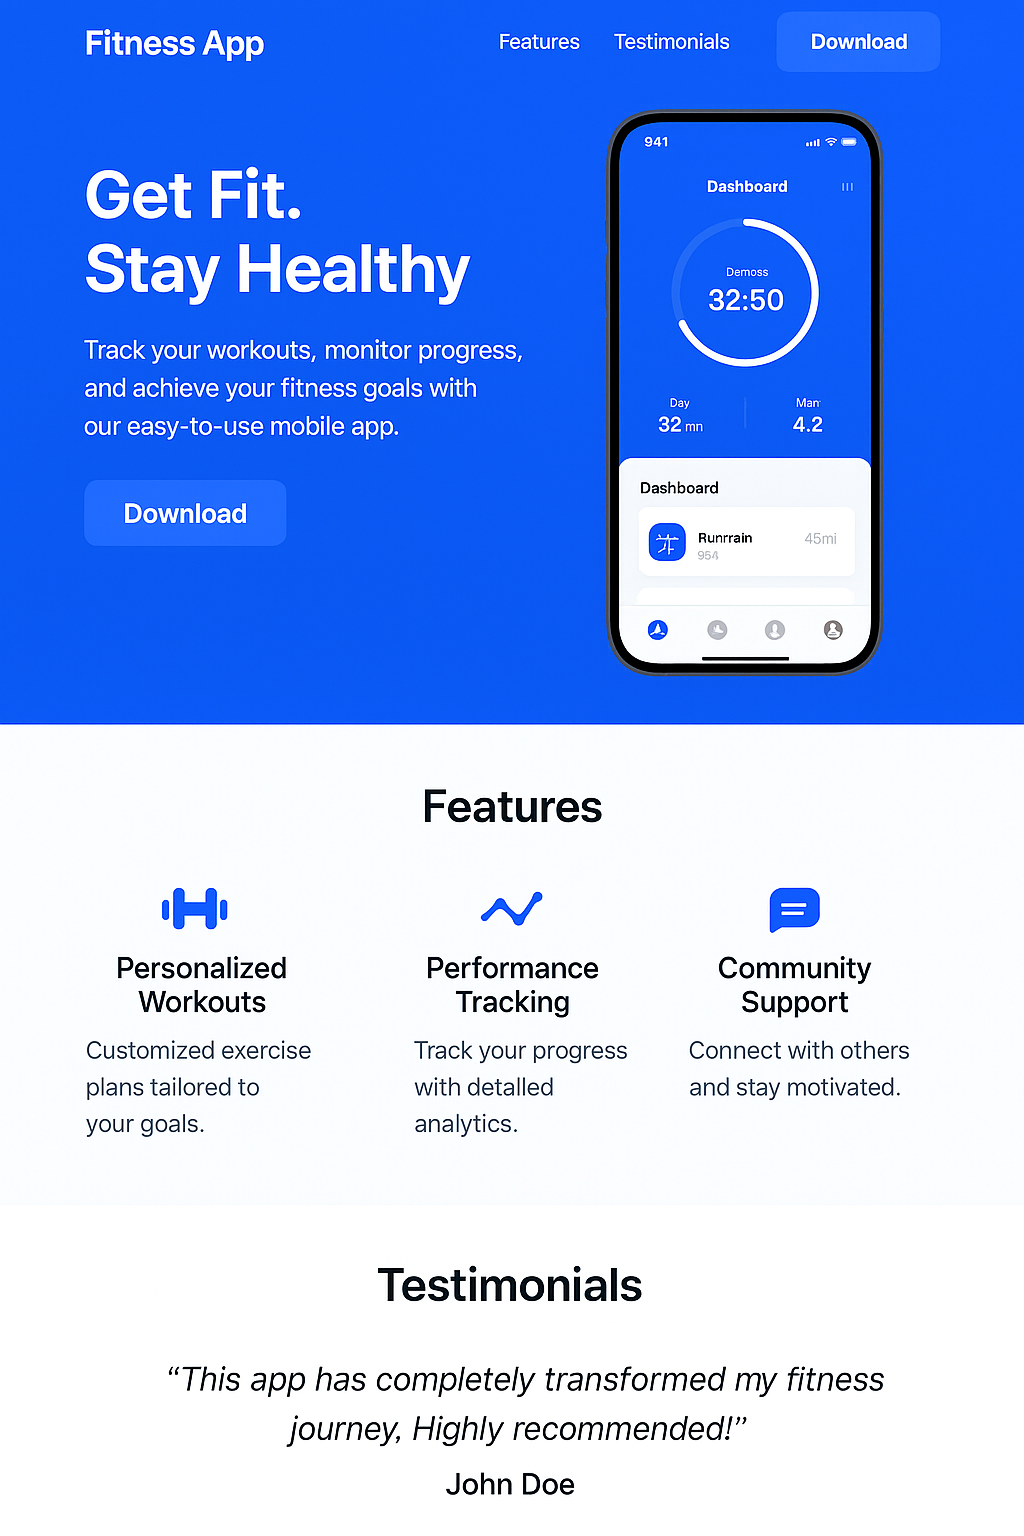 Fitness App
Features
Testimonials
Download
Get Fit.
Stay Healthy
Track your workouts, monitor progress,
and achieve your fitness goals with
our easy-to-use mobile app.
Download
941
Dashboard
Demoss
32:50
Day
32 mn
Man
4.2
Dashboard
Runrrain
954
45mi
Features
Personalized
Workouts
Customized exercise
plans tailored to
your goals.
Performance
Tracking
Track your progress
with detalled
analytics.
Community
Support
Connect with others
and stay motivated.
Testimonials
“This app has completely transformed my fitness
journey, Highly recommended!”
John Doe